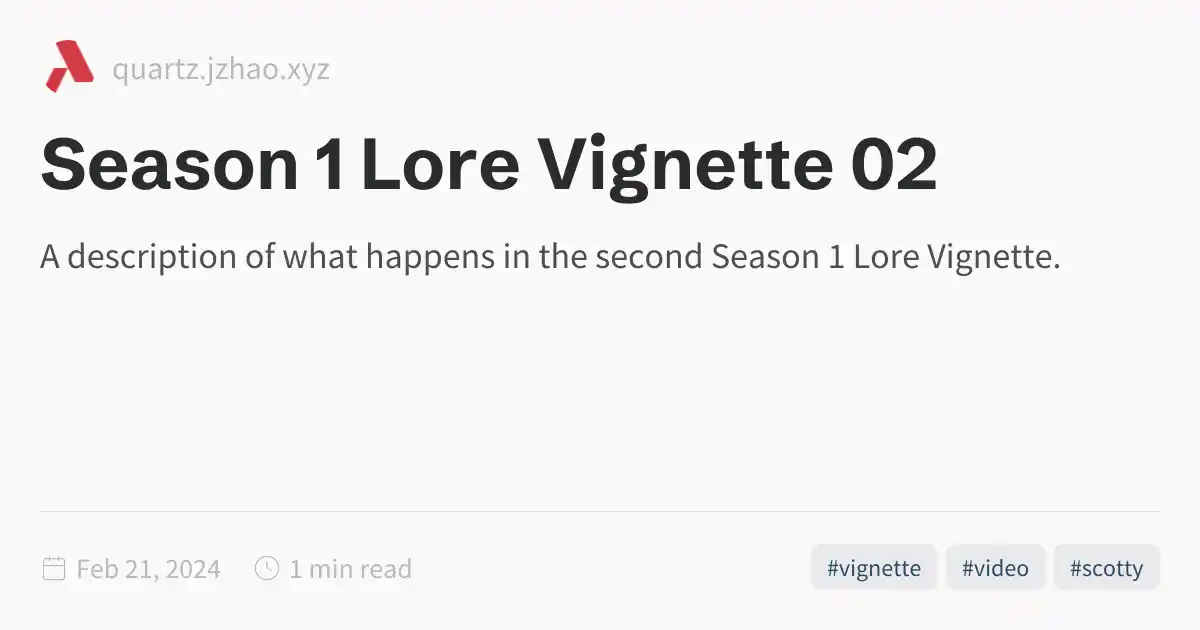 quartz.jzhao.xyz
Season 1 Lore Vignette 02
A description of what happens in the second Season 1 Lore Vignette.
Feb 21, 2024 1 min read #vignette #video #scotty